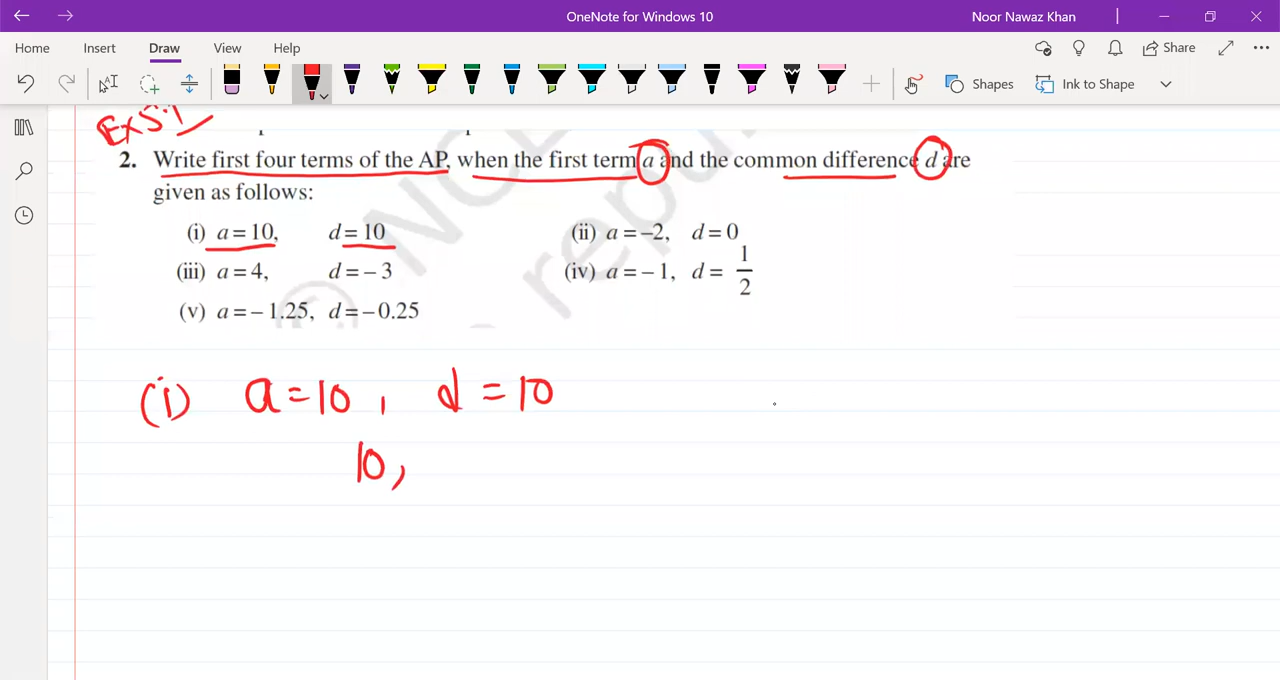 OneNote for Windows 10 Noor Nawaz Khan
Home Insert Draw View Help Share
Shapes Ink to Shape
Ex 5.1
2. Write first four terms of the AP, when the first term a and the common difference d are
given as follows:
(i) a = 10, d = 10 (ii) a = –2, d = 0
(iii) a = 4, d = – 3 (iv) a = – 1, d = 1/2
(v) a = – 1.25, d = –0.25
(i) a = 10, d = 10
10,